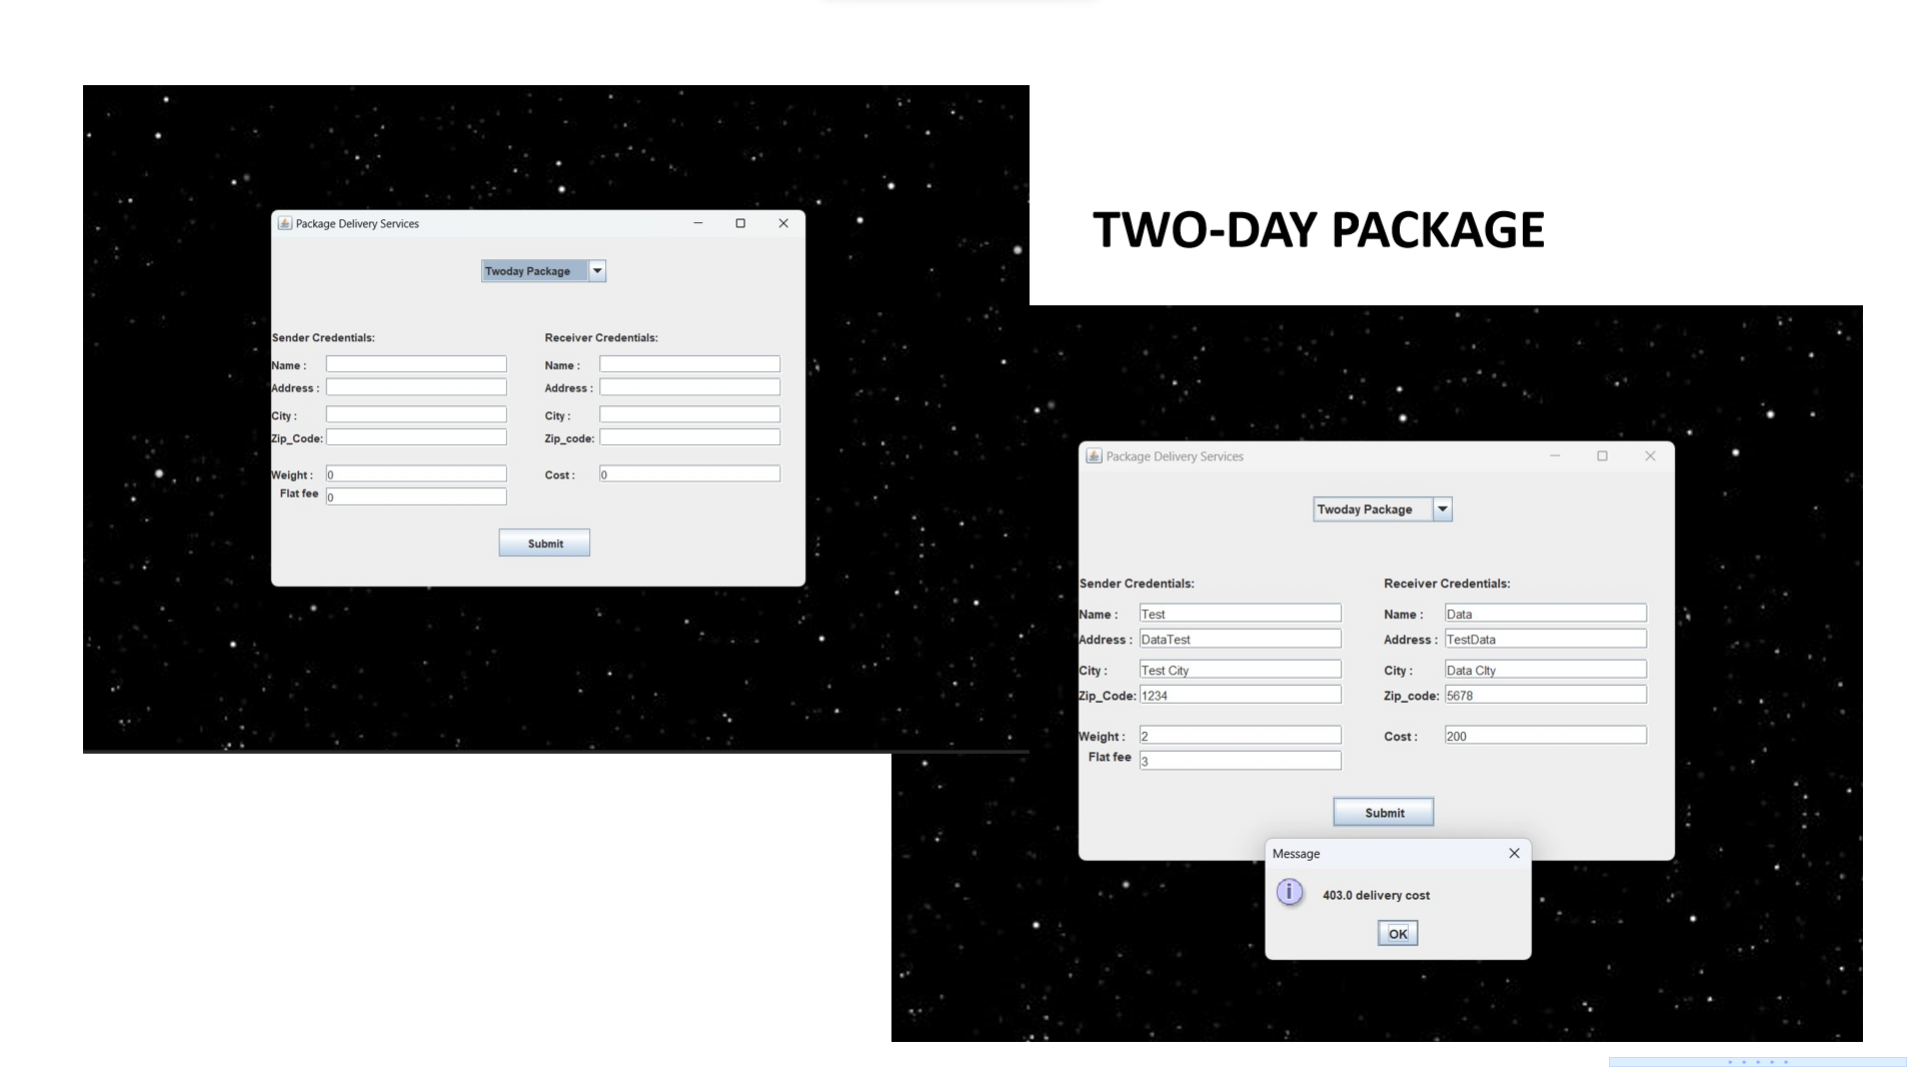 TWO-DAY PACKAGE
Package Delivery Services
Twoday Package
Sender Credentials: Receiver Credentials:
Name : Name :
Address : Address :
City : City :
Zip_Code: Zip_code:
Weight : 0 Cost : 0
Flat fee 0
Submit
Package Delivery Services
Twoday Package
Sender Credentials: Receiver Credentials:
Name : Test Name : Data
Address : DataTest Address : TestData
City : Test City City : Data CIty
Zip_Code: 1234 Zip_code: 5678
Weight : 2 Cost : 200
Flat fee 3
Submit
Message
403.0 delivery cost
OK